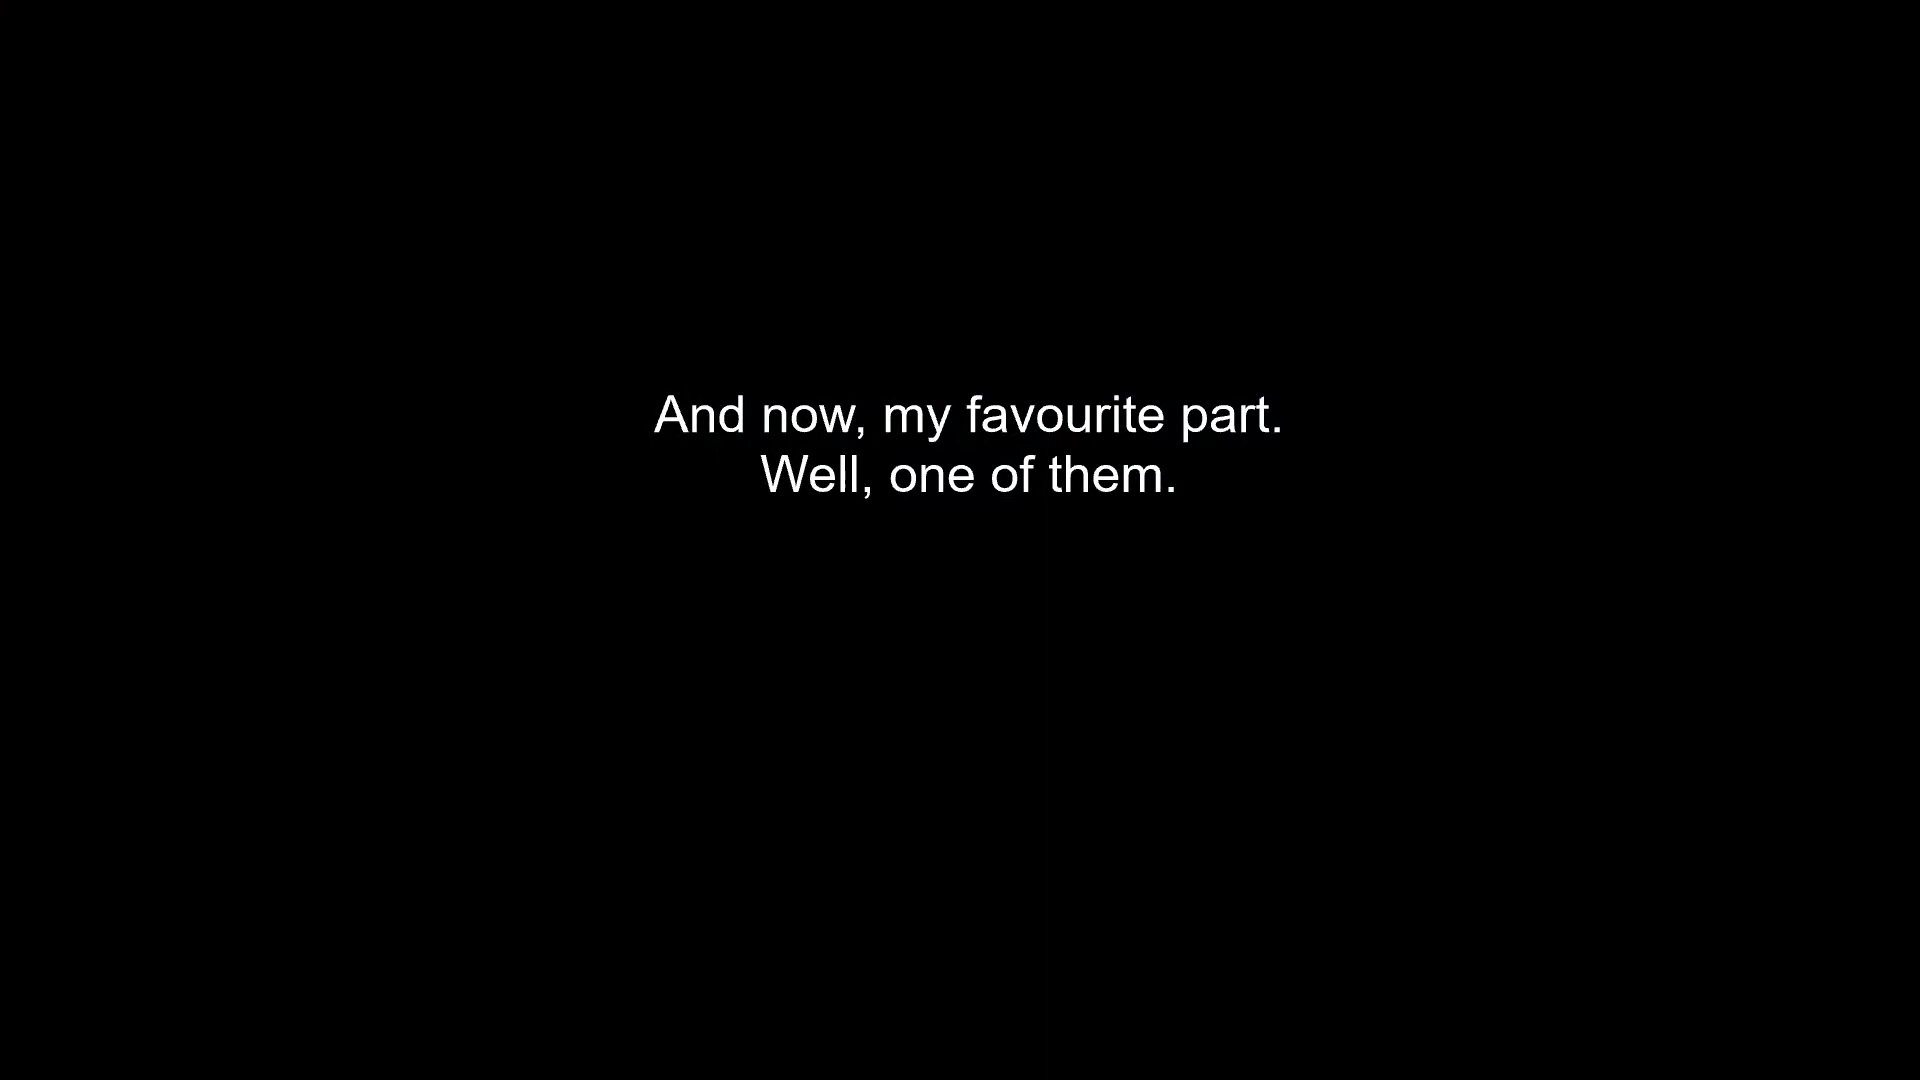 And now, my favourite part.
Well, one of them.